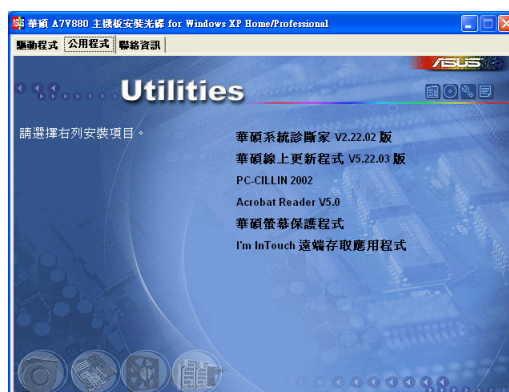 華碩 A7V880 主機板安裝光碟 for Windows XP Home/Professional
驅動程式 公用程式 聯絡資訊
ASUS
Utilities
請選擇右列安裝項目。
華碩系統診斷家 V2.22.02 版
華碩線上更新程式 V5.22.03 版
PC-CILLIN 2002
Acrobat Reader V5.0
華碩螢幕保護程式
I'm InTouch 遠端存取應用程式